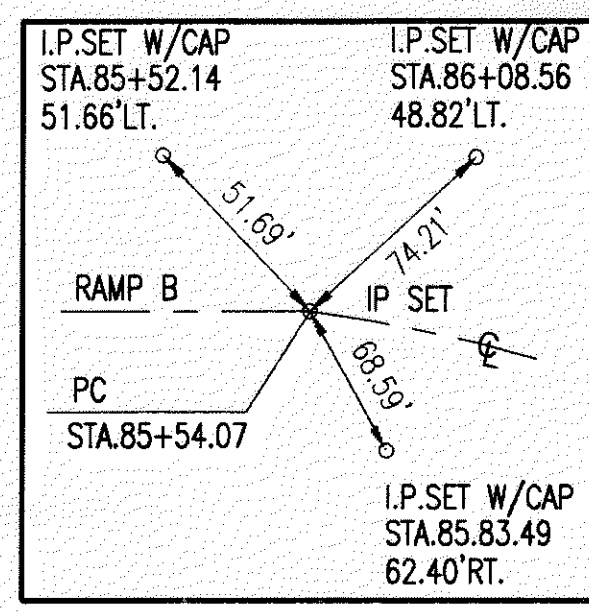 I.P.SET W/CAP
STA.85+52.14
51.66'LT.
I.P.SET W/CAP
STA.86+08.56
48.82'LT.
51.69'
74.21'
RAMP B
IP SET
℄
68.59'
PC
STA.85+54.07
I.P.SET W/CAP
STA.85.83.49
62.40'RT.